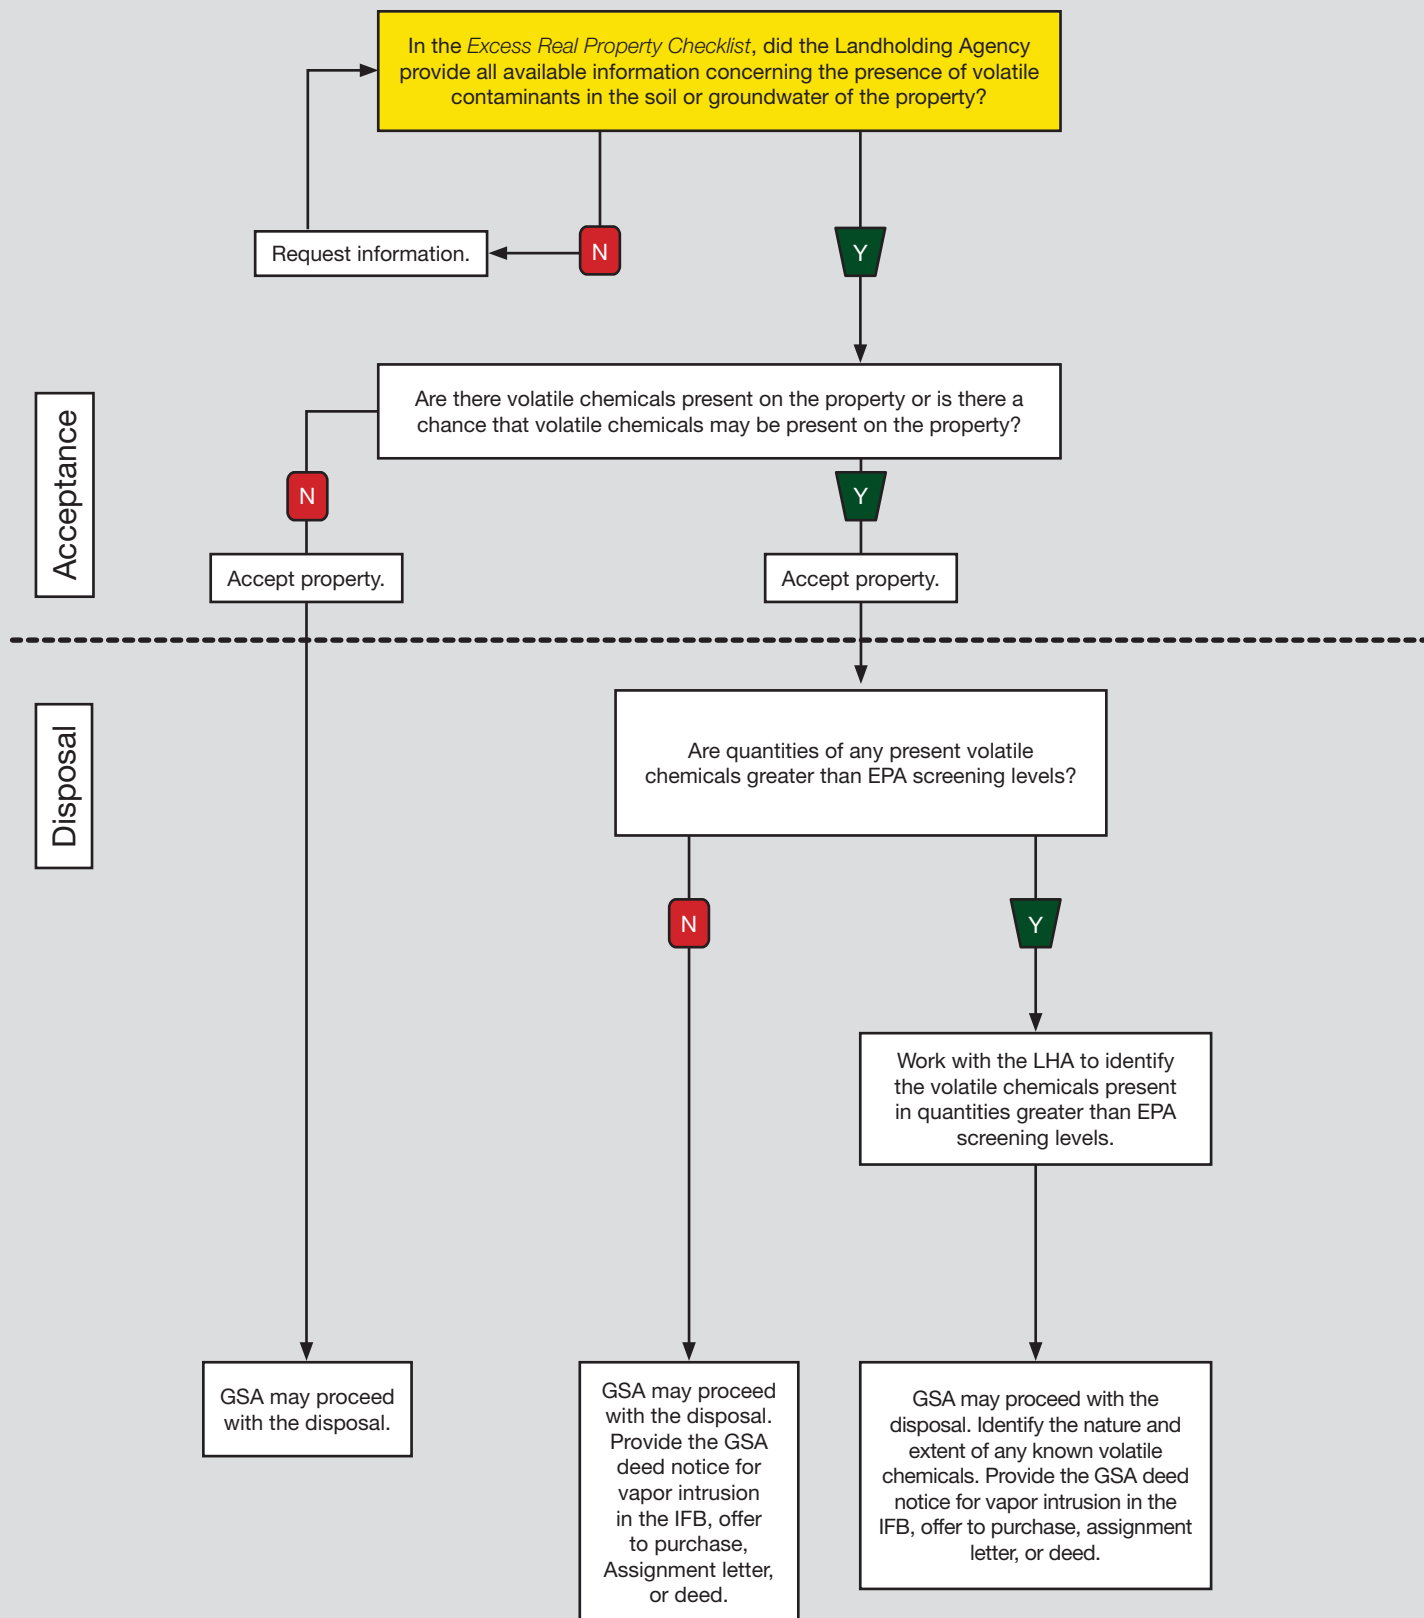 In the Excess Real Property Checklist, did the Landholding Agency
provide all available information concerning the presence of volatile
contaminants in the soil or groundwater of the property?
Request information.
N
Y
Acceptance
Are there volatile chemicals present on the property or is there a
chance that volatile chemicals may be present on the property?
N
Y
Accept property.
Accept property.
Disposal
Are quantities of any present volatile
chemicals greater than EPA screening levels?
N
Y
Work with the LHA to identify
the volatile chemicals present
in quantities greater than EPA
screening levels.
GSA may proceed
with the disposal.
GSA may proceed
with the disposal.
Provide the GSA
deed notice for
vapor intrusion
in the IFB, offer
to purchase,
Assignment letter,
or deed.
GSA may proceed with the
disposal. Identify the nature and
extent of any known volatile
chemicals. Provide the GSA deed
notice for vapor intrusion in the
IFB, offer to purchase, assignment
letter, or deed.